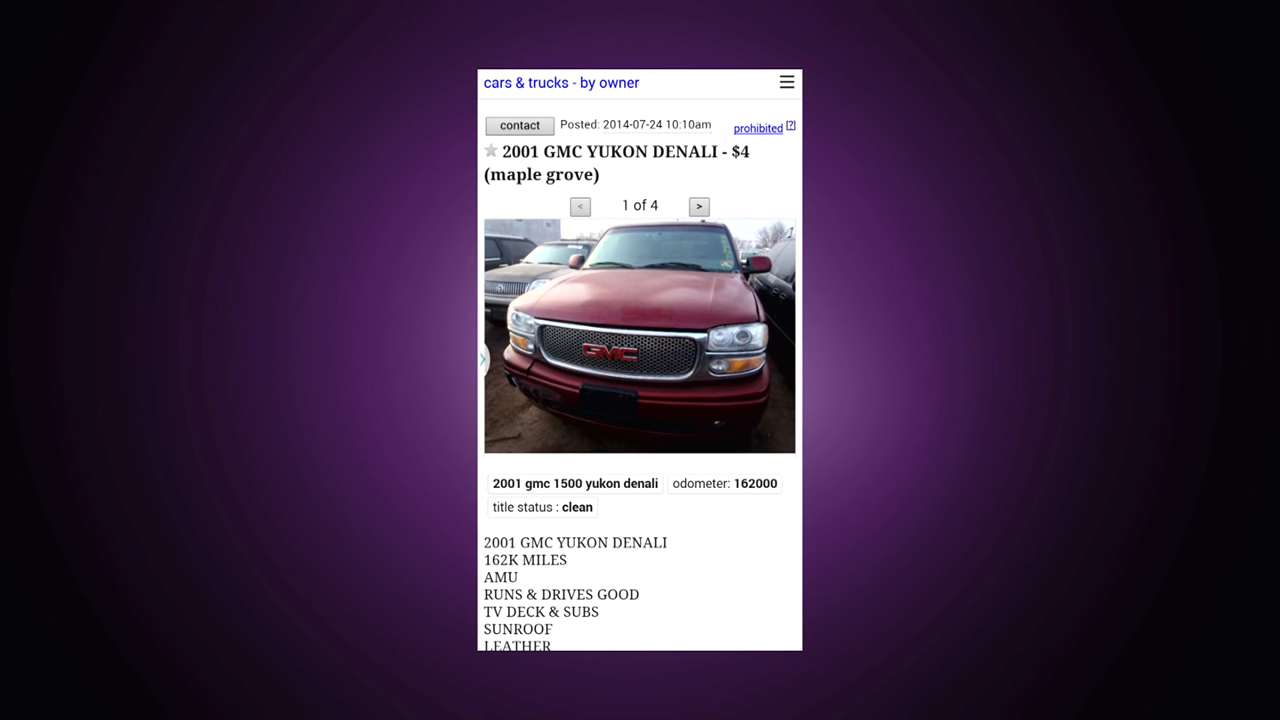 cars & trucks - by owner
contact Posted: 2014-07-24 10:10am prohibited [?]
2001 GMC YUKON DENALI - $4
(maple grove)
< 1 of 4 >
GMC
2001 gmc 1500 yukon denali odometer: 162000
title status : clean
2001 GMC YUKON DENALI
162K MILES
AMU
RUNS & DRIVES GOOD
TV DECK & SUBS
SUNROOF
LEATHER